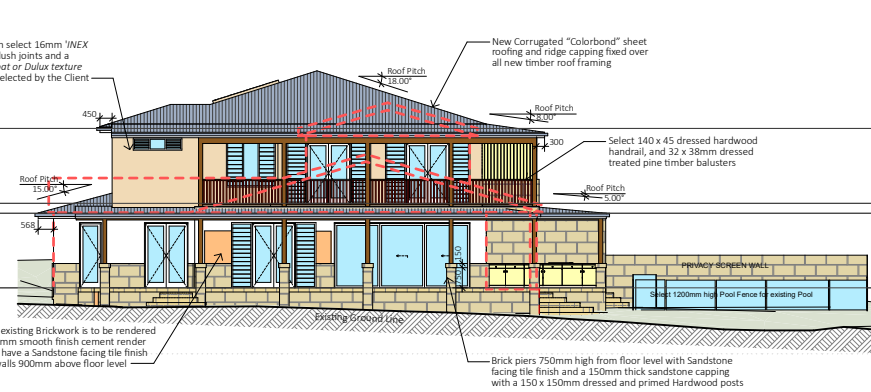 n select 16mm 'INEX
lush joints and a
at or Dulux texture
elected by the Client
New Corrugated “Colorbond” sheet
roofing and ridge capping fixed over
all new timber roof framing
Roof Pitch
18.00°
Roof Pitch
8.00°
450
300
Select 140 x 45 dressed hardwood
handrail, and 32 x 38mm dressed
treated pine timber balusters
Roof Pitch
15.00°
Roof Pitch
5.00°
568
750
150
PRIVACY SCREEN WALL
Select 1200mm high Pool Fence for existing Pool
Existing Ground Line
existing Brickwork is to be rendered
mm smooth finish cement render
have a Sandstone facing tile finish
walls 900mm above floor level
Brick piers 750mm high from floor level with Sandstone
facing tile finish and a 150mm thick sandstone capping
with a 150 x 150mm dressed and primed Hardwood posts